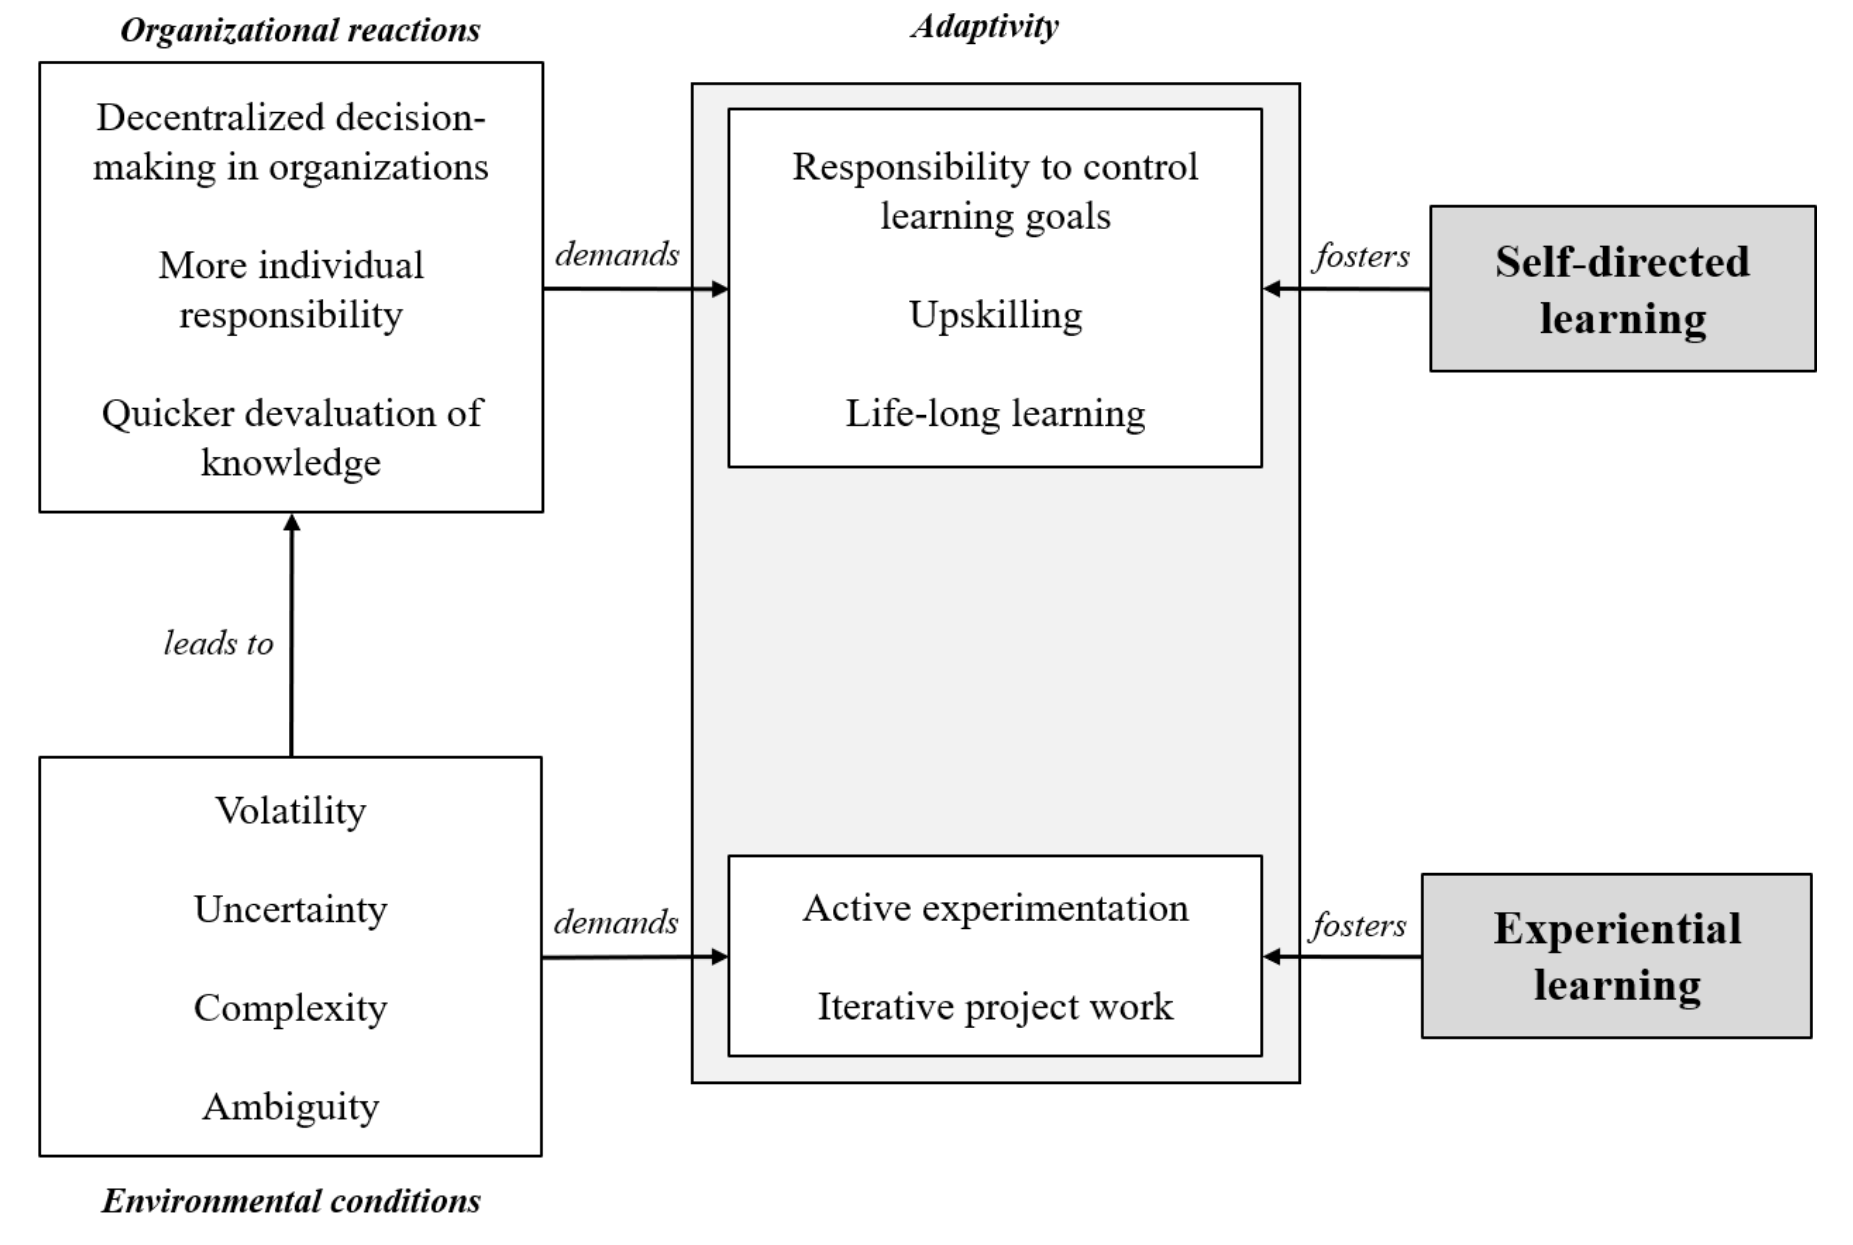 Organizational reactions
Decentralized decision-
making in organizations
More individual
responsibility
Quicker devaluation of
knowledge
leads to
Volatility
Uncertainty
Complexity
Ambiguity
Environmental conditions
demands
demands
Adaptivity
Responsibility to control
learning goals
Upskilling
Life-long learning
Active experimentation
Iterative project work
fosters
Self-directed
learning
fosters
Experiential
learning